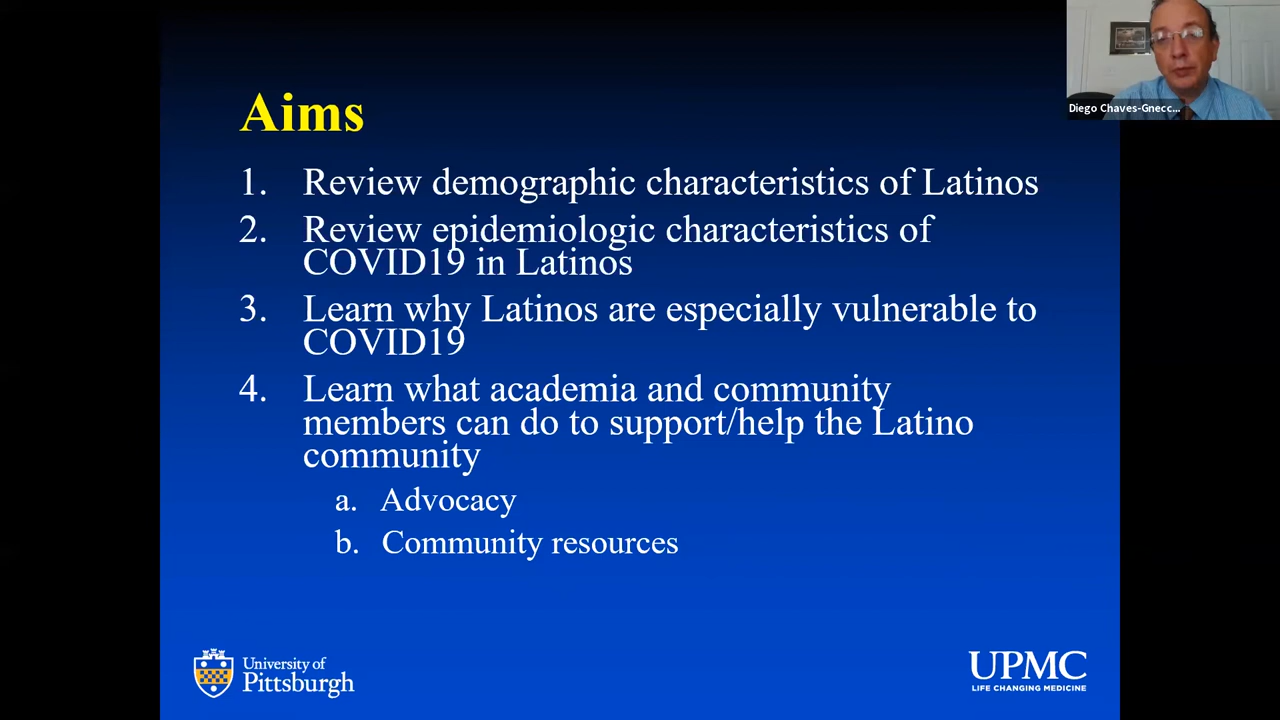 Diego Chaves-Gnecc...
Aims
1. Review demographic characteristics of Latinos
2. Review epidemiologic characteristics of
COVID19 in Latinos
3. Learn why Latinos are especially vulnerable to
COVID19
4. Learn what academia and community
members can do to support/help the Latino
community
a. Advocacy
b. Community resources
University of
Pittsburgh
UPMC
LIFE CHANGING MEDICINE